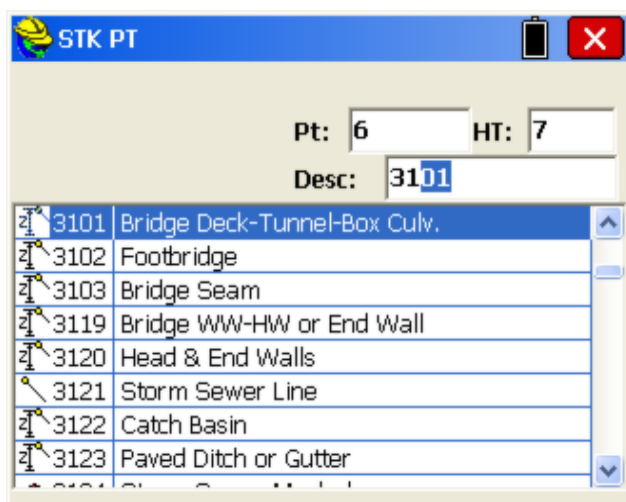 STK PT
Pt: 6 HT: 7
Desc: 3101
3101 Bridge Deck-Tunnel-Box Culv.
3102 Footbridge
3103 Bridge Seam
3119 Bridge WW-HW or End Wall
3120 Head & End Walls
3121 Storm Sewer Line
3122 Catch Basin
3123 Paved Ditch or Gutter